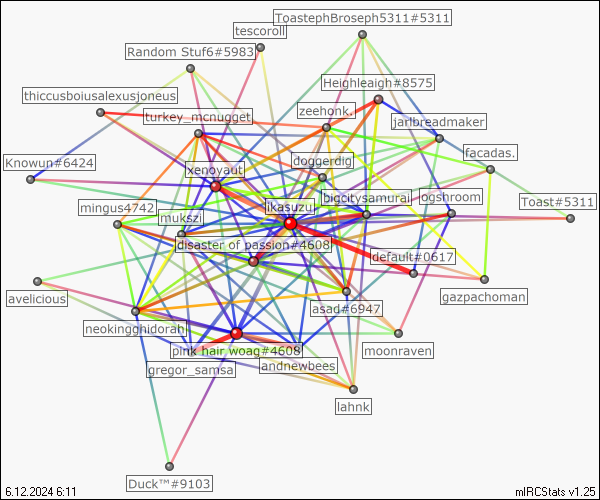 ToastephBroseph5311#5311
tescoroll
Random Stuf6#5983
Heighleaigh#8575
thiccusboiusalexusjoneus
turkey_mcnugget
zeehonk.
jarlbreadmaker
doggerdig
facadas.
Knowun#6424
xenoyaut
bigcitysamurai
ogshroom
Toast#5311
mingus4742
mukszi
ikasuzu
disaster of passion#4608
default#0617
avelicious
gazpachoman
asad#6947
neokingghidorah
pink hair woag#4608
moonraven
gregor_samsa
andnewbees
lahnk
Duck™#9103
6.12.2024 6:11
mIRCStats v1.25